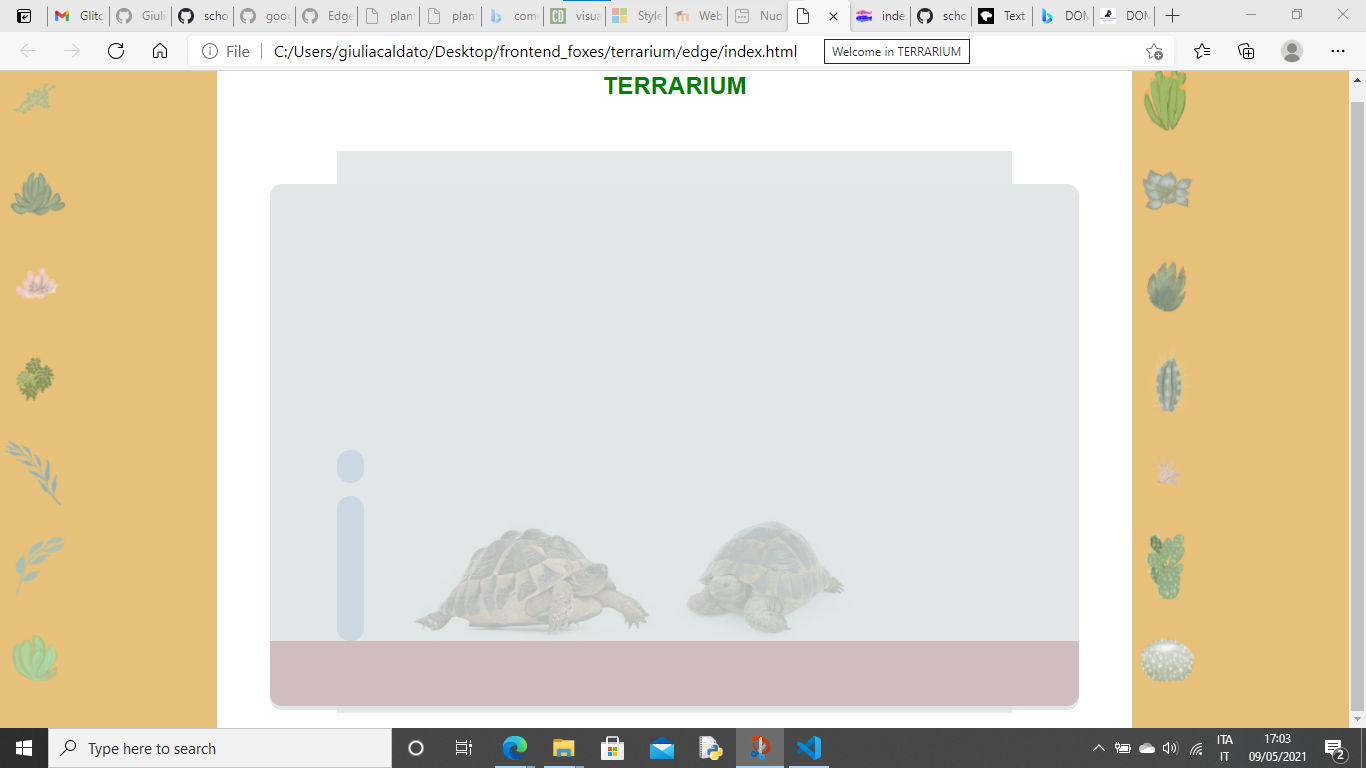 Glitc
Giuli
scho
goog
Edge
plant
plant
com
visua
Style
Web
Nuo
inde
scho
Text
DOM
DOM
File
C:/Users/giuliacaldato/Desktop/frontend_foxes/terrarium/edge/index.html
Welcome in TERRARIUM
TERRARIUM
Type here to search
ITA
IT
17:03
09/05/2021
2